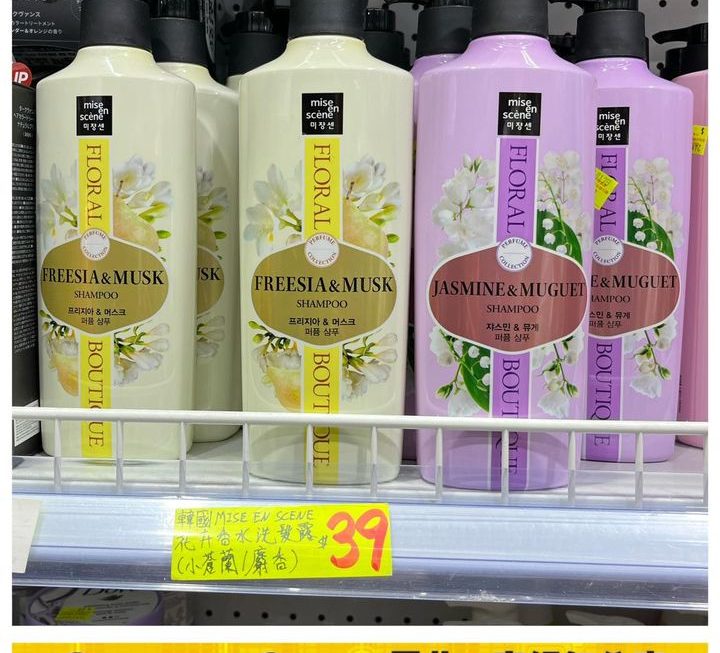 mise
en
scène
미쟝센
FLORAL
PERFUME
COLLECTION
FREESIA&MUSK
SHAMPOO
프리지아 & 머스크
퍼퓸 샴푸
BOUTIQUE
USK
mise
en
scène
미쟝센
FLORAL
PERFUME
COLLECTION
FREESIA&MUSK
SHAMPOO
프리지아 & 머스크
퍼퓸 샴푸
BOUTIQUE
mise
en
scène
미쟝센
FLORAL
PERFUME
COLLECTION
JASMINE&MUGUET
SHAMPOO
쟈스민 & 뮤게
퍼퓸 샴푸
BOUTIQUE
mise
en
scène
미쟝센
FLORAL
PERFUME
COLLECTION
E&MUGUET
HAMPOO
스민 & 뮤게
퍼퓸 샴푸
BOUTIQUE
韓國 MISE EN SCENE
花卉香水洗髮露
(小蒼蘭/麝香)
$39